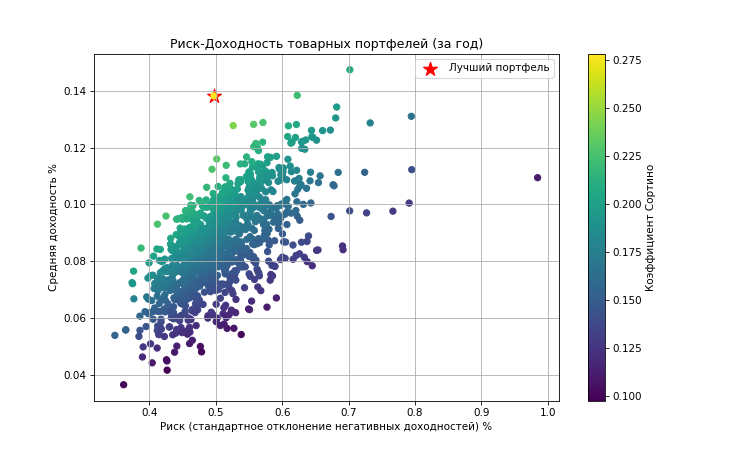 Риск-Доходность товарных портфелей (за год)
Лучший портфель
Средняя доходность %
0.14
0.12
0.10
0.08
0.06
0.04
0.4 0.5 0.6 0.7 0.8 0.9 1.0
Риск (стандартное отклонение негативных доходностей) %
0.275
0.250
0.225
0.200
0.175
0.150
0.125
0.100
Коэффициент Сортино